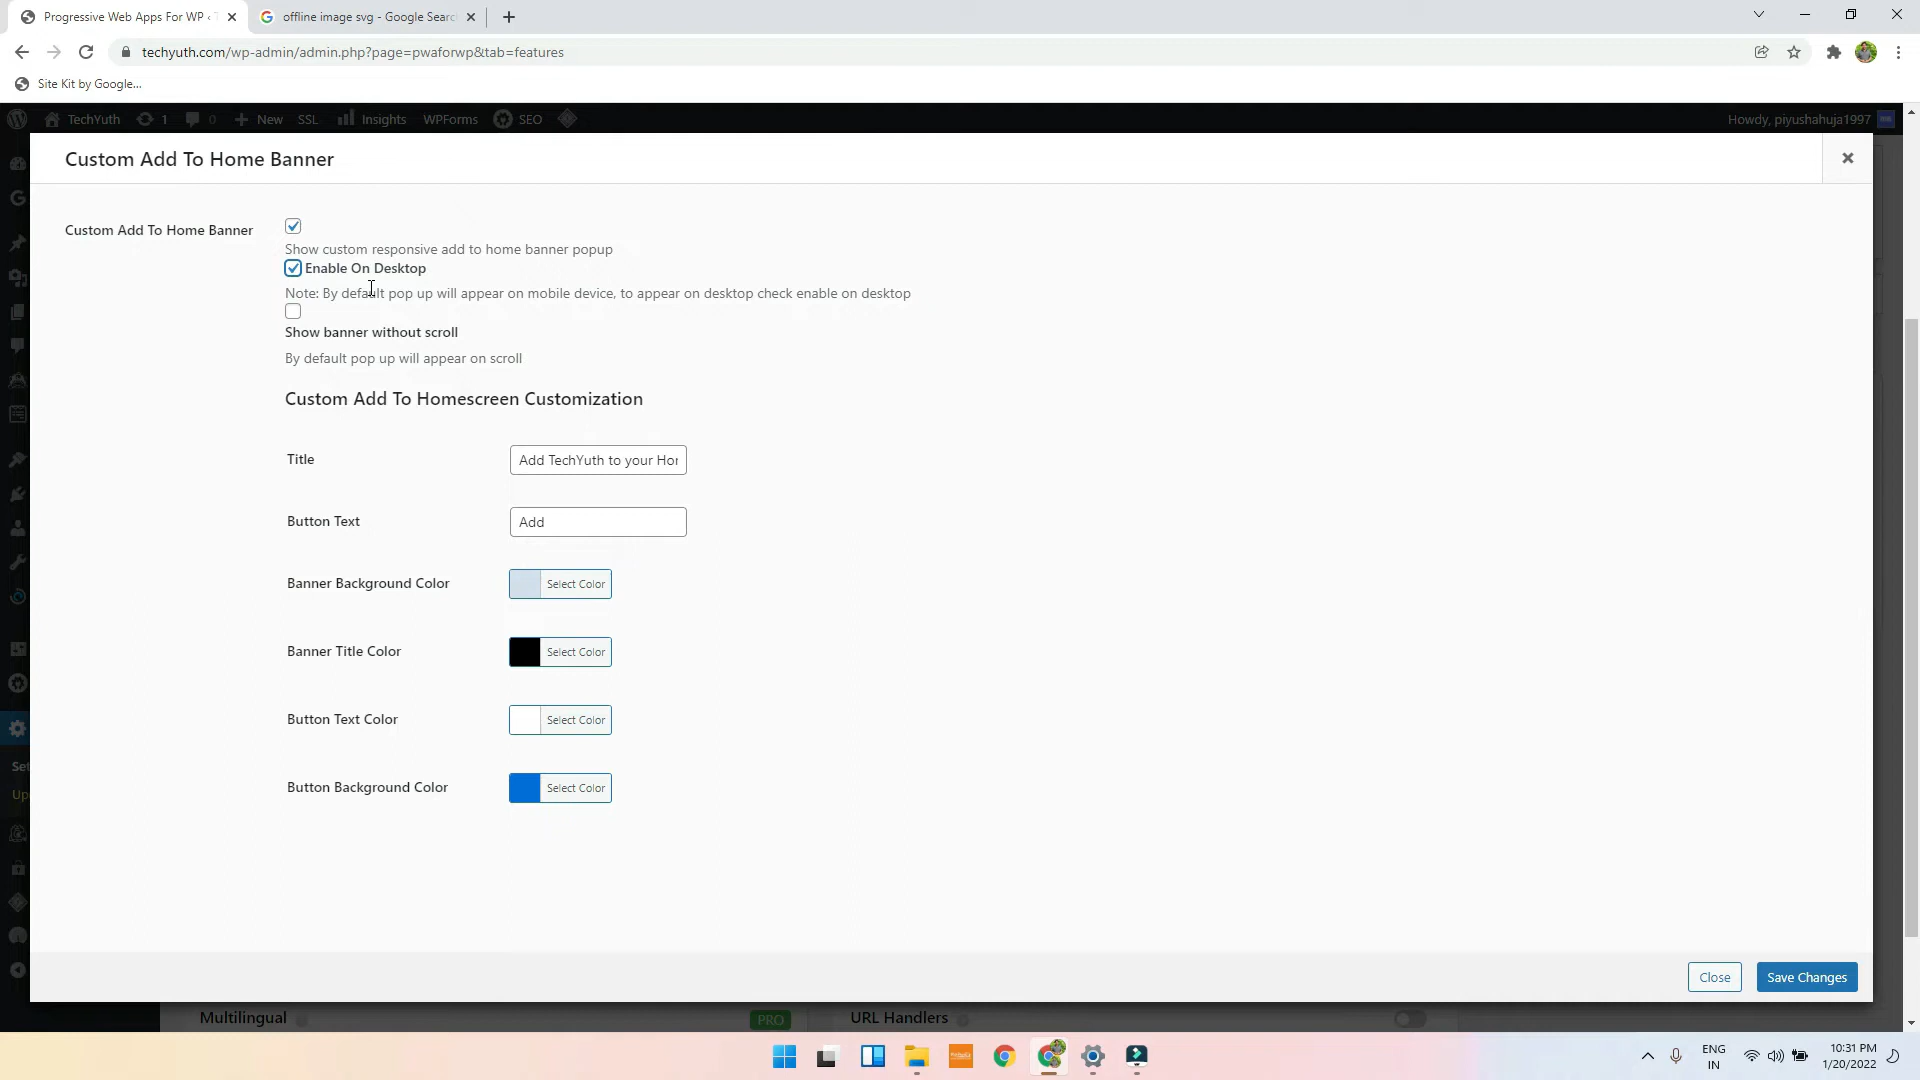 Progressive Web Apps For WP ‹
offline image svg - Google Searc
techyuth.com/wp-admin/admin.php?page=pwaforwp&tab=features
Site Kit by Google...
TechYuth 1 0 New SSL Insights WPForms SEO
Howdy, piyushahuja1997
Custom Add To Home Banner
Custom Add To Home Banner
Show custom responsive add to home banner popup
Enable On Desktop
Note: By default pop up will appear on mobile device, to appear on desktop check enable on desktop
Show banner without scroll
By default pop up will appear on scroll
Custom Add To Homescreen Customization
Title
Add TechYuth to your Hor
Button Text
Add
Banner Background Color
Select Color
Banner Title Color
Select Color
Button Text Color
Select Color
Button Background Color
Select Color
Set
Up
Close
Save Changes
Multilingual
PRO
URL Handlers
ENG
IN
10:31 PM
1/20/2022